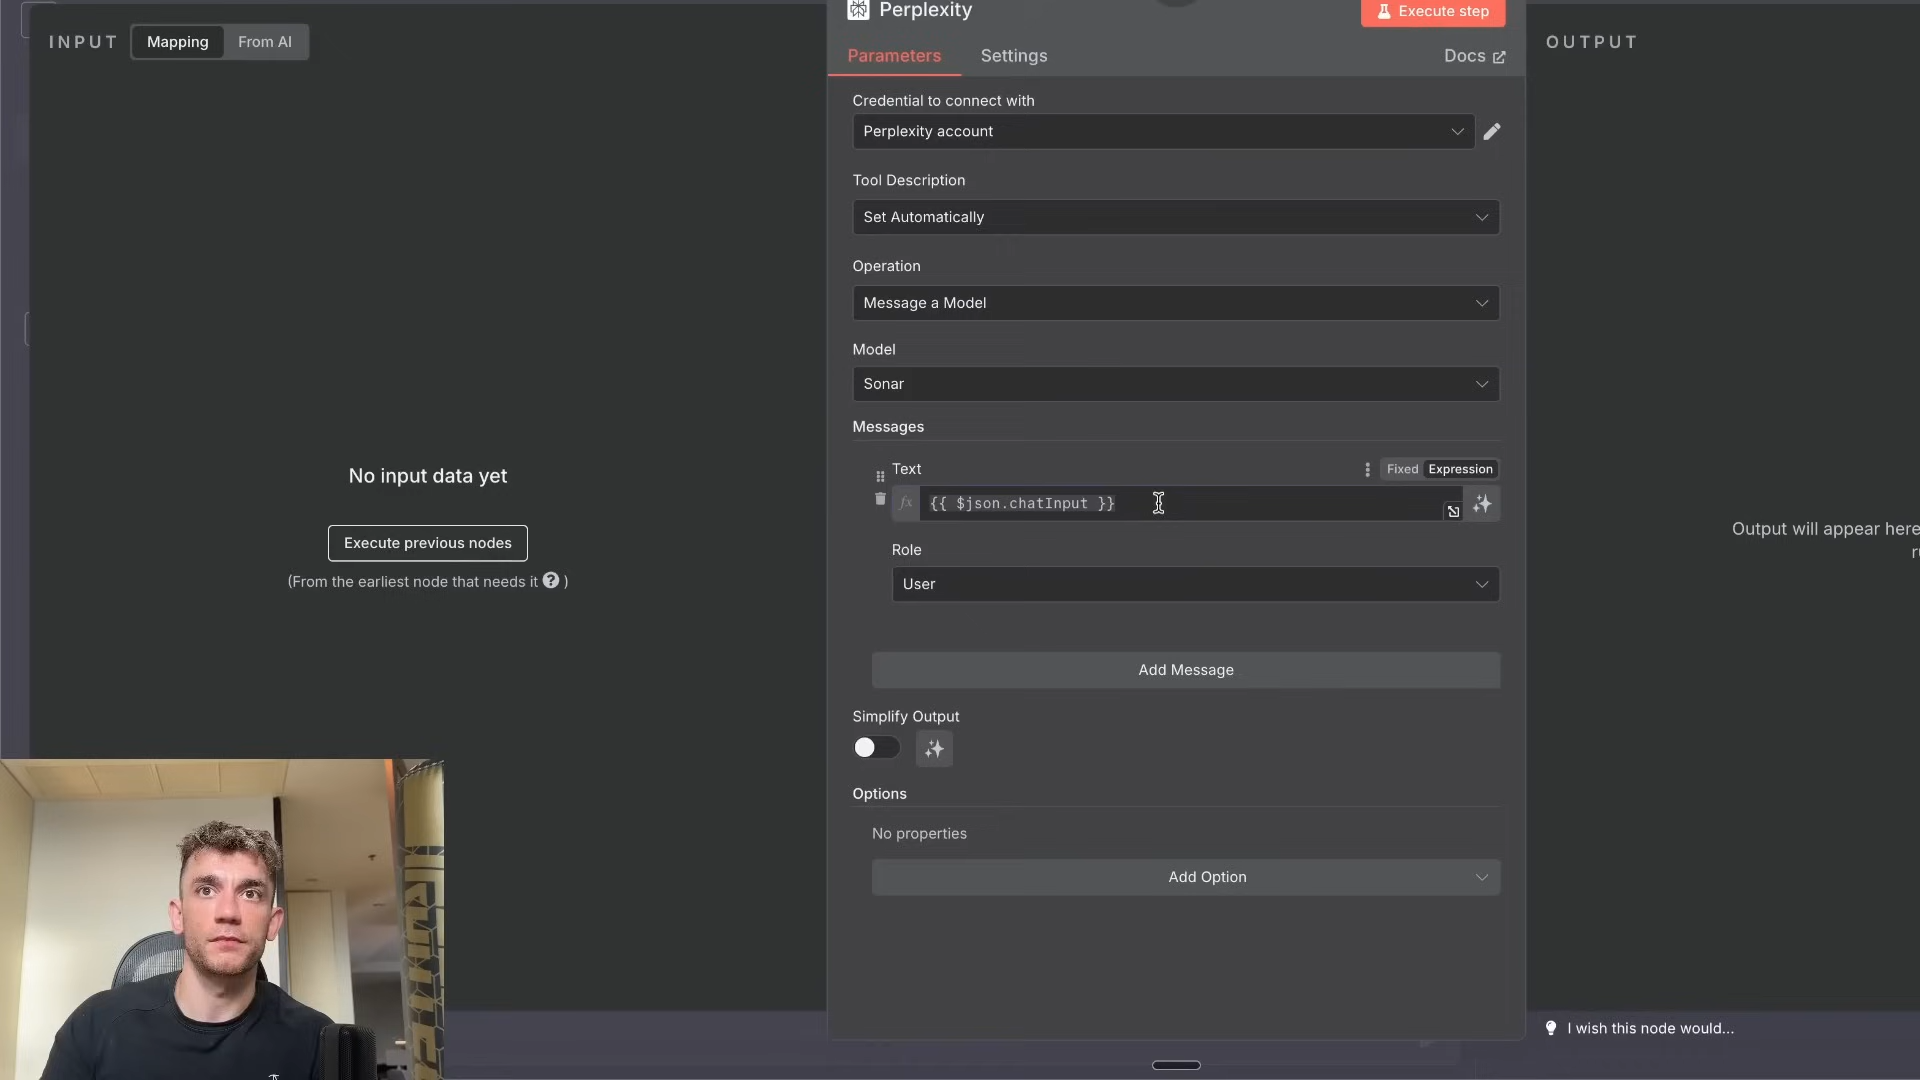 INPUT
Mapping
From AI
Perplexity
Execute step
Parameters
Settings
Docs
OUTPUT
Credential to connect with
Perplexity account
Tool Description
Set Automatically
Operation
Message a Model
Model
Sonar
Messages
Text
Fixed
Expression
fx
{{ $json.chatInput }}
Role
User
Add Message
Simplify Output
Options
No properties
Add Option
No input data yet
Execute previous nodes
(From the earliest node that needs it ? )
Output will appear here
I wish this node would...